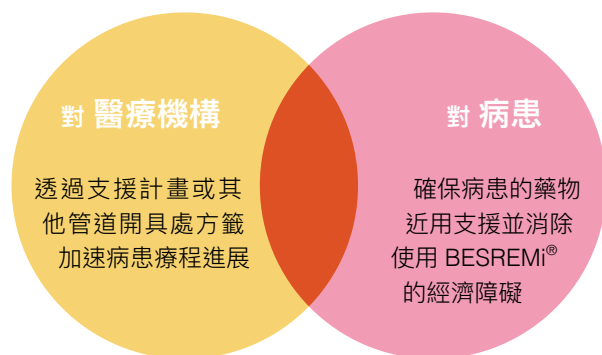 對 醫療機構
透過支援計畫或其
他管道開具處方籤
加速病患療程進展
對 病患
確保病患的藥物
近用支援並消除
使用 BESREMi®
的經濟障礙